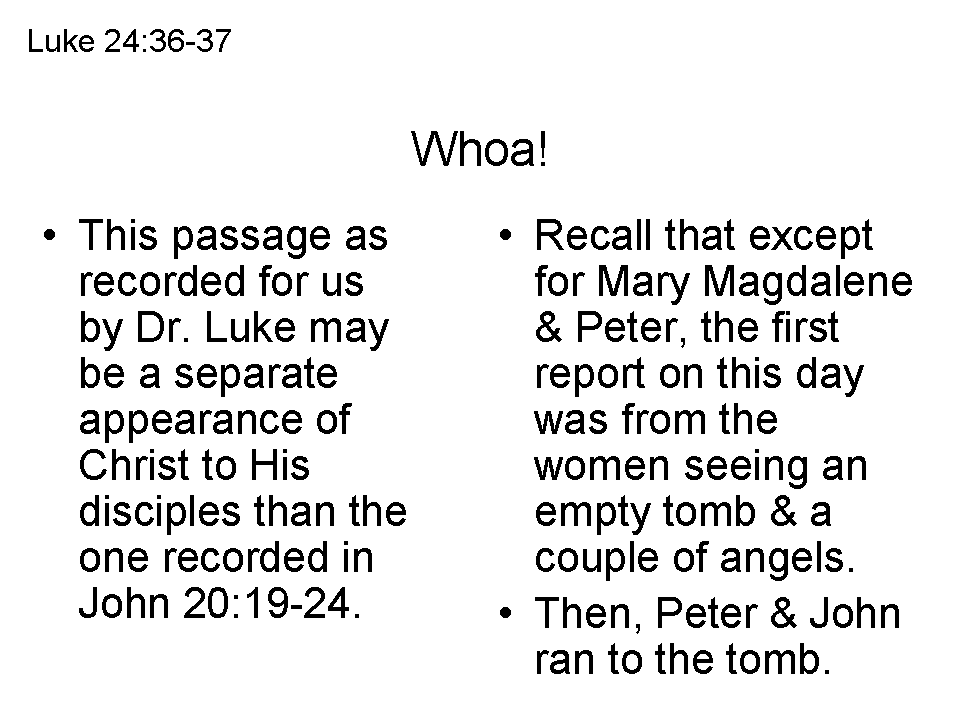 Luke 24:36-37
Whoa!
• This passage as
recorded for us
by Dr. Luke may
be a separate
appearance of
Christ to His
disciples than the
one recorded in
John 20:19-24.
• Recall that except
for Mary Magdalene
& Peter, the first
report on this day
was from the
women seeing an
empty tomb & a
couple of angels.
• Then, Peter & John
ran to the tomb.